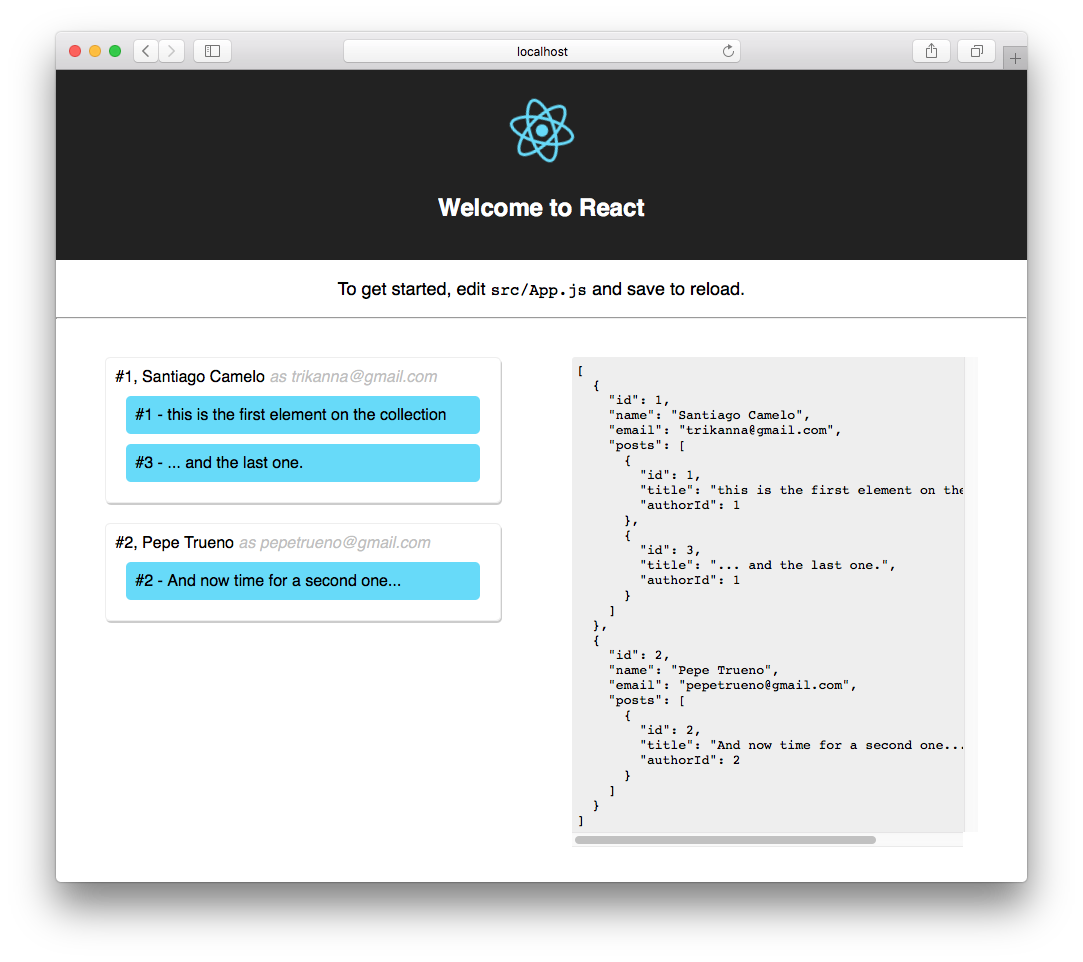 localhost
Welcome to React
To get started, edit src/App.js and save to reload.
#1, Santiago Camelo as trikanna@gmail.com
#1 - this is the first element on the collection
#3 - ... and the last one.
#2, Pepe Trueno as pepetrueno@gmail.com
#2 - And now time for a second one...
[
  {
    "id": 1,
    "name": "Santiago Camelo",
    "email": "trikanna@gmail.com",
    "posts": [
      {
        "id": 1,
        "title": "this is the first element on the
        "authorId": 1
      },
      {
        "id": 3,
        "title": "... and the last one.",
        "authorId": 1
      }
    ]
  },
  {
    "id": 2,
    "name": "Pepe Trueno",
    "email": "pepetrueno@gmail.com",
    "posts": [
      {
        "id": 2,
        "title": "And now time for a second one...
        "authorId": 2
      }
    ]
  }
]